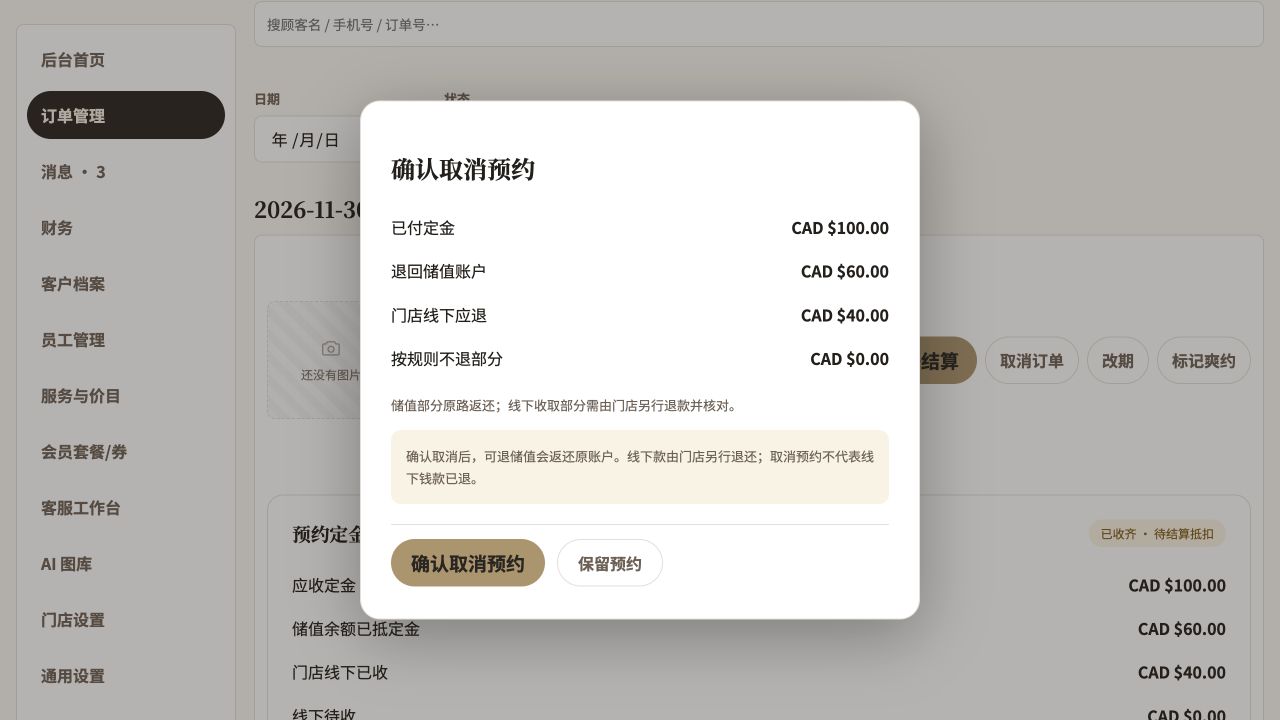 搜顾客名 / 手机号 / 订单号…
后台首页
订单管理
消息 · 3
财务
客户档案
员工管理
服务与价目
会员套餐/券
客服工作台
AI 图库
门店设置
通用设置
日期
状态
年 /月/日
2026-11-30
还没有图片
结算
取消订单
改期
标记爽约
确认取消预约
已付定金 CAD $100.00
退回储值账户 CAD $60.00
门店线下应退 CAD $40.00
按规则不退部分 CAD $0.00
储值部分原路返还；线下收取部分需由门店另行退款并核对。
确认取消后，可退储值会返还原账户。线下款由门店另行退还；取消预约不代表线
下钱款已退。
确认取消预约
保留预约
预约定金
已收齐 · 待结算抵扣
应收定金 CAD $100.00
储值余额已抵定金 CAD $60.00
门店线下已收 CAD $40.00
线下待收 CAD $0.00